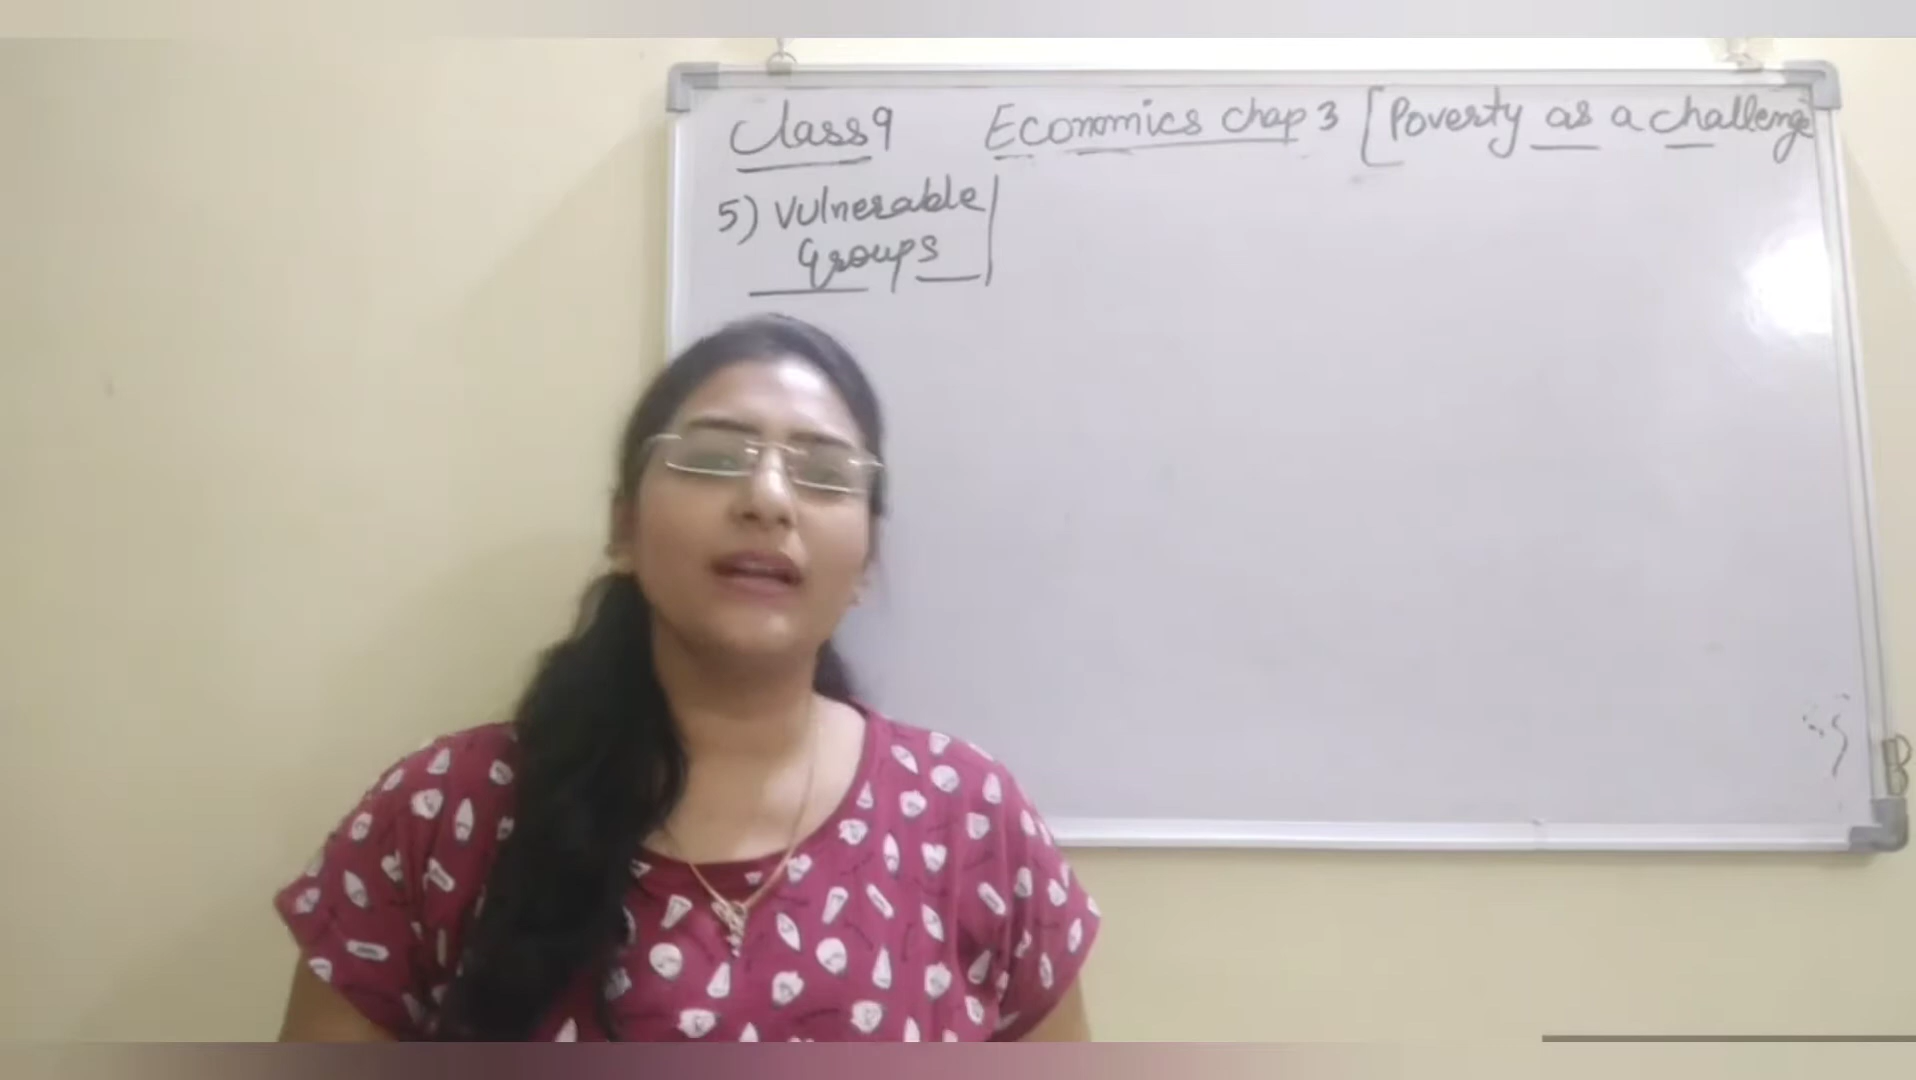 Class 9 Economics chap 3 [Poverty as a challenge
5) Vulnerable
Groups